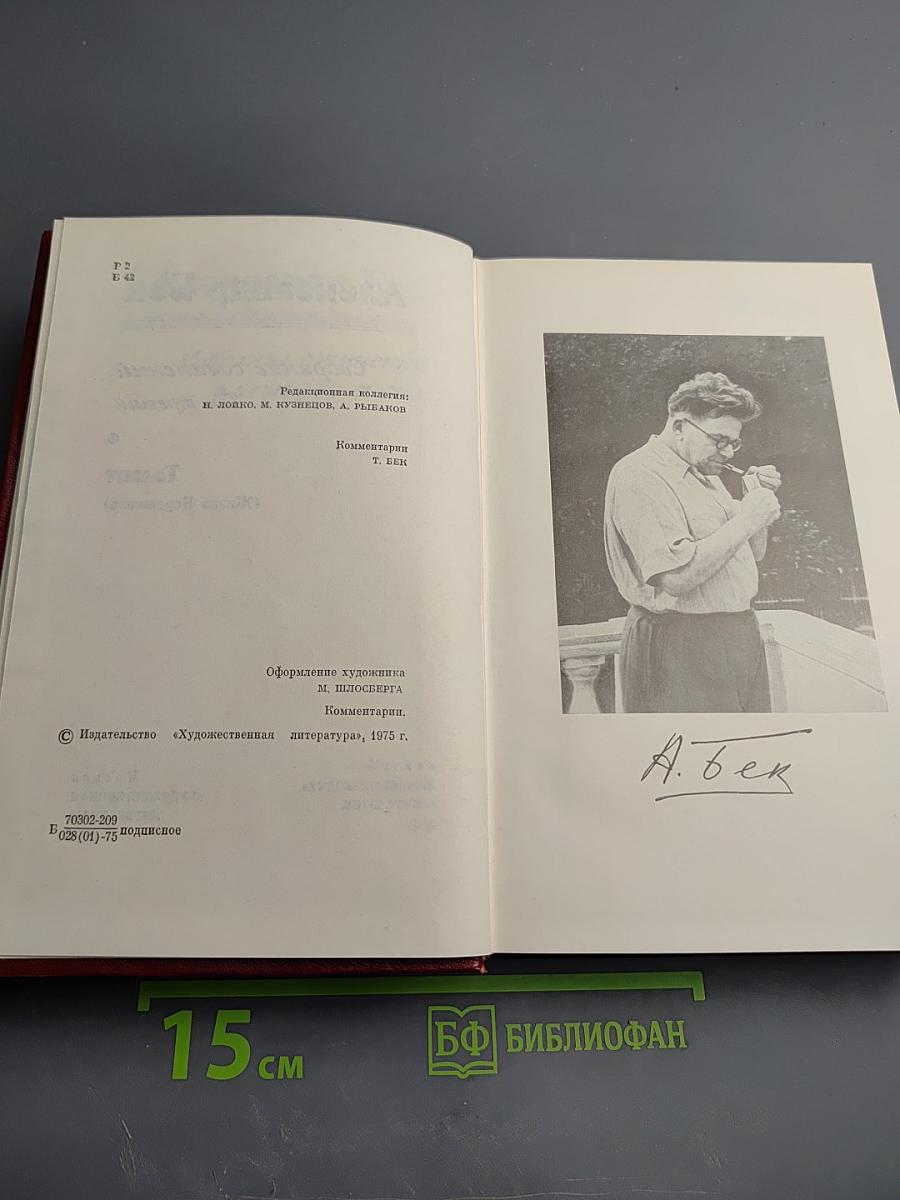 Р 2
Б 42
Редакционная коллегия:
Н. ЛОЙКО, М. КУЗНЕЦОВ, А. РЫБАКОВ
Комментарии
Т. БЕК
Оформление художника
М. ШЛОСБЕРГА
Комментарии.
© Издательство «Художественная литература», 1975 г.
Б 70302-209
028(01)-75 подписное
А. Бек
15 см
БФ БИБЛИОФАН